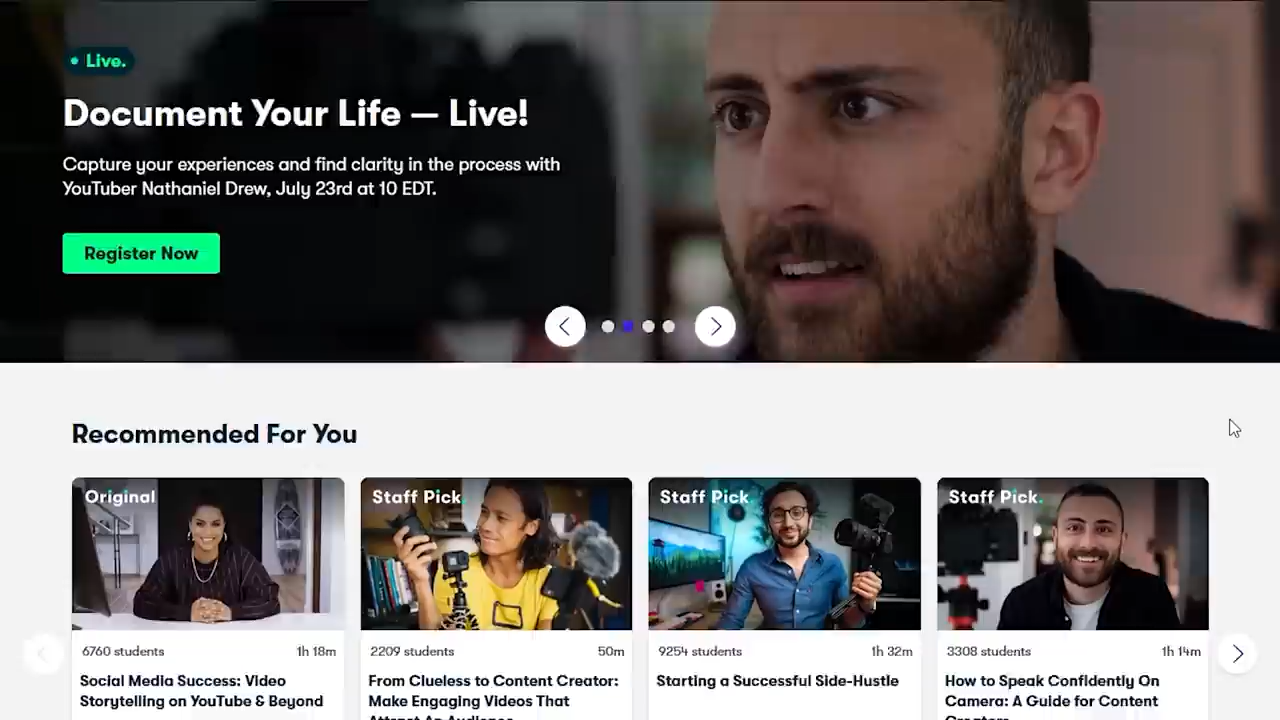 Live.
Document Your Life — Live!
Capture your experiences and find clarity in the process with
YouTuber Nathaniel Drew, July 23rd at 10 EDT.
Register Now
Recommended For You
Original
Staff Pick.
Staff Pick
Staff Pick.
6760 students 1h 18m
2209 students 50m
9254 students 1h 32m
3308 students 1h 14m
Social Media Success: Video
Storytelling on YouTube & Beyond
From Clueless to Content Creator:
Make Engaging Videos That
Attract An Audience
Starting a Successful Side-Hustle
How to Speak Confidently On
Camera: A Guide for Content
Creators